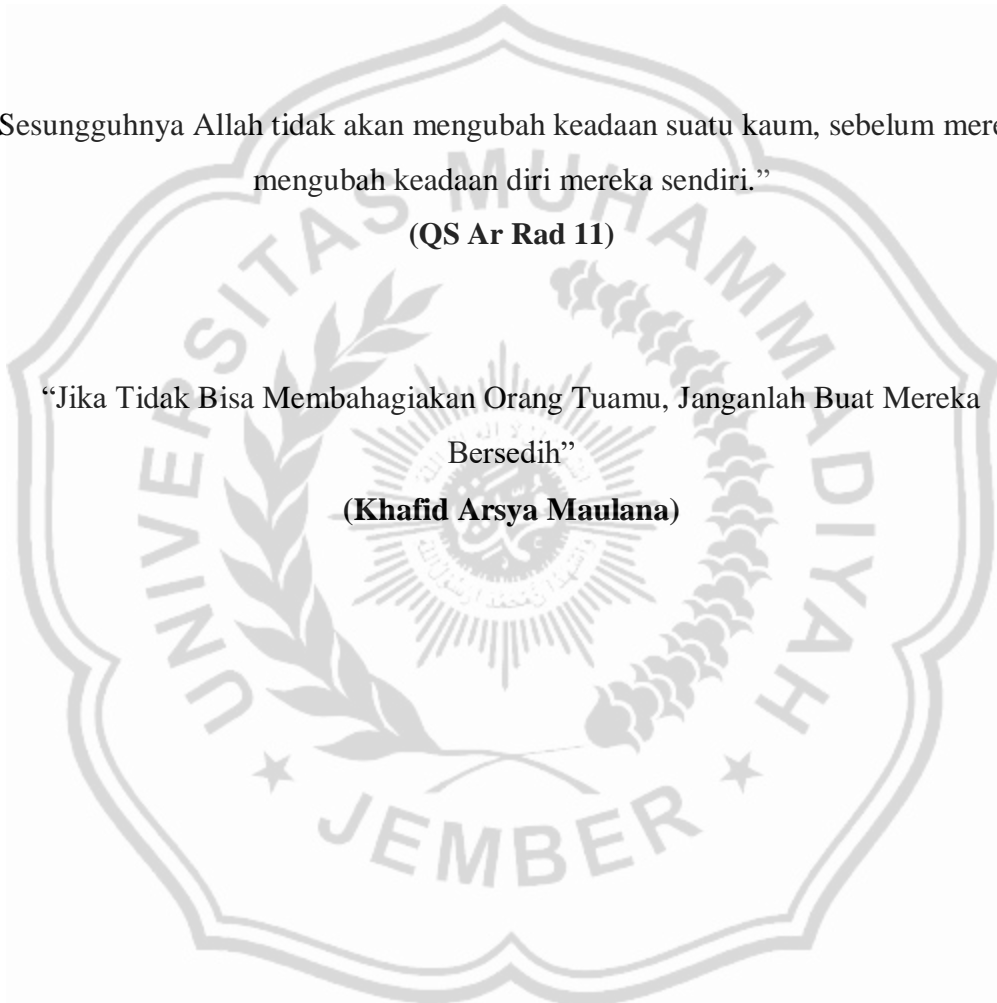 Sesungguhnya Allah tidak akan mengubah keadaan suatu kaum, sebelum mere
mengubah keadaan diri mereka sendiri.”
(QS Ar Rad 11)
“Jika Tidak Bisa Membahagiakan Orang Tuamu, Janganlah Buat Mereka
Bersedih”
(Khafid Arsya Maulana)
UNIVERSITAS MUHAMMADIYAH
JEMBER